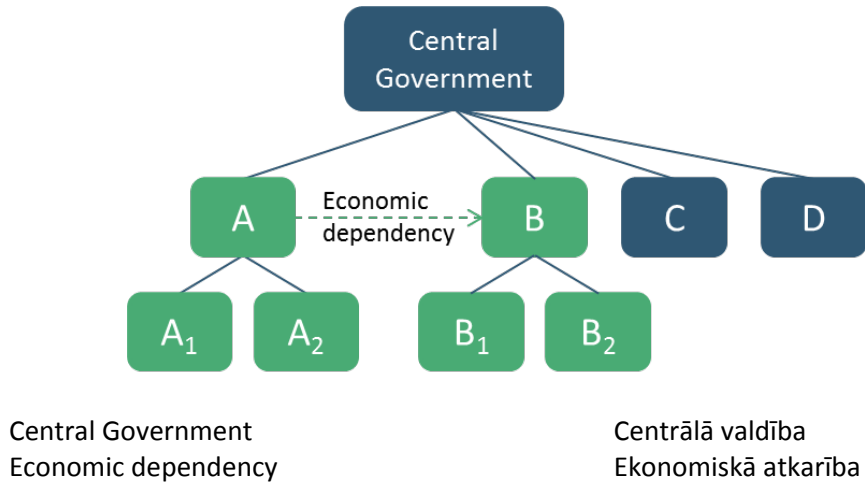 Central
Government
Economic
dependency
A
B
C
D
A₁
A₂
B₁
B₂
Central Government
Centrālā valdība
Economic dependency
Ekonomiskā atkarība